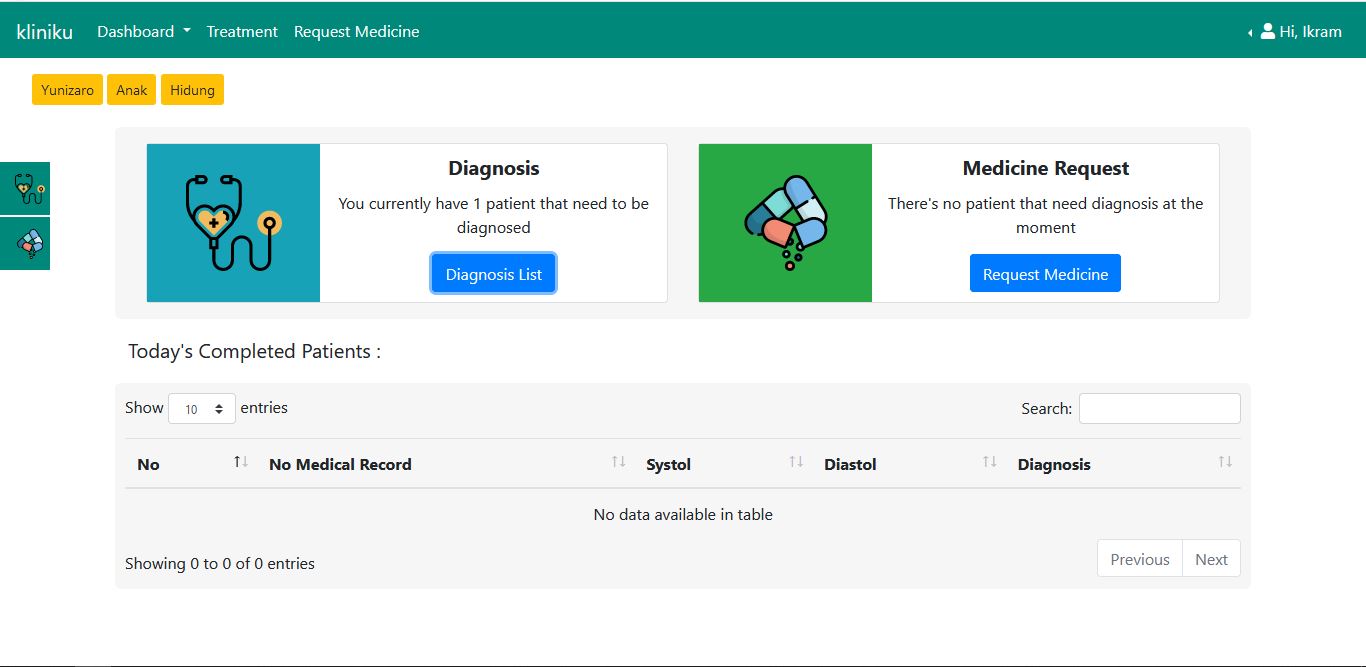 kliniku Dashboard Treatment Request Medicine Hi, Ikram
Yunizaro Anak Hidung
Diagnosis
You currently have 1 patient that need to be
diagnosed
Diagnosis List
Medicine Request
There's no patient that need diagnosis at the
moment
Request Medicine
Today's Completed Patients :
Show 10 entries Search:
No No Medical Record Systol Diastol Diagnosis
No data available in table
Showing 0 to 0 of 0 entries Previous Next